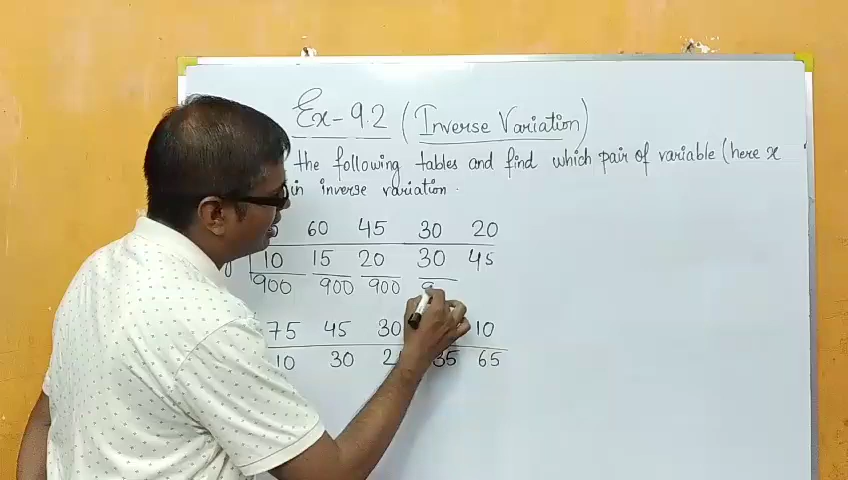 Ex-9.2 (Inverse Variation)
the following tables and find which pair of variable (here x
in inverse variation.
60 45 30 20
10 15 20 30 45
900 900 900 9
75 45 30 10
10 30 2 35 65